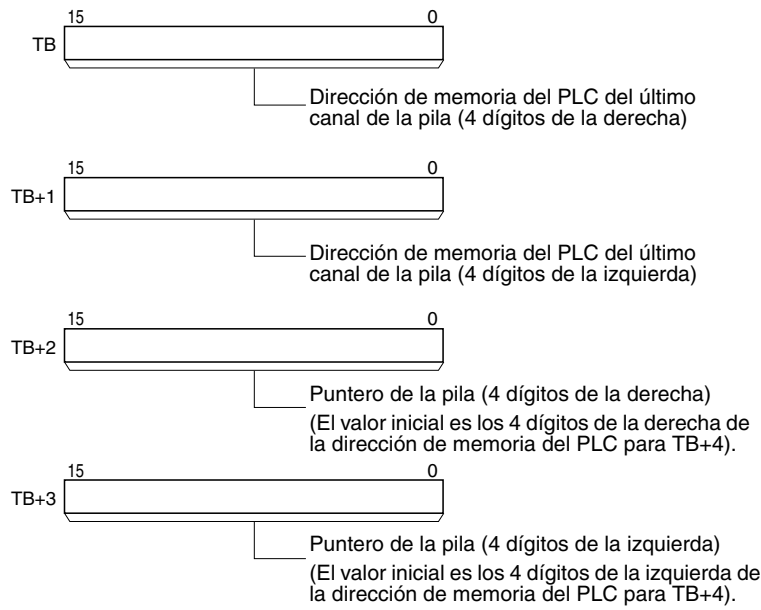 15 0
TB
Dirección de memoria del PLC del último
canal de la pila (4 dígitos de la derecha)
15 0
TB+1
Dirección de memoria del PLC del último
canal de la pila (4 dígitos de la izquierda)
15 0
TB+2
Puntero de la pila (4 dígitos de la derecha)
(El valor inicial es los 4 dígitos de la derecha de
la dirección de memoria del PLC para TB+4).
15 0
TB+3
Puntero de la pila (4 dígitos de la izquierda)
(El valor inicial es los 4 dígitos de la izquierda de
la dirección de memoria del PLC para TB+4).